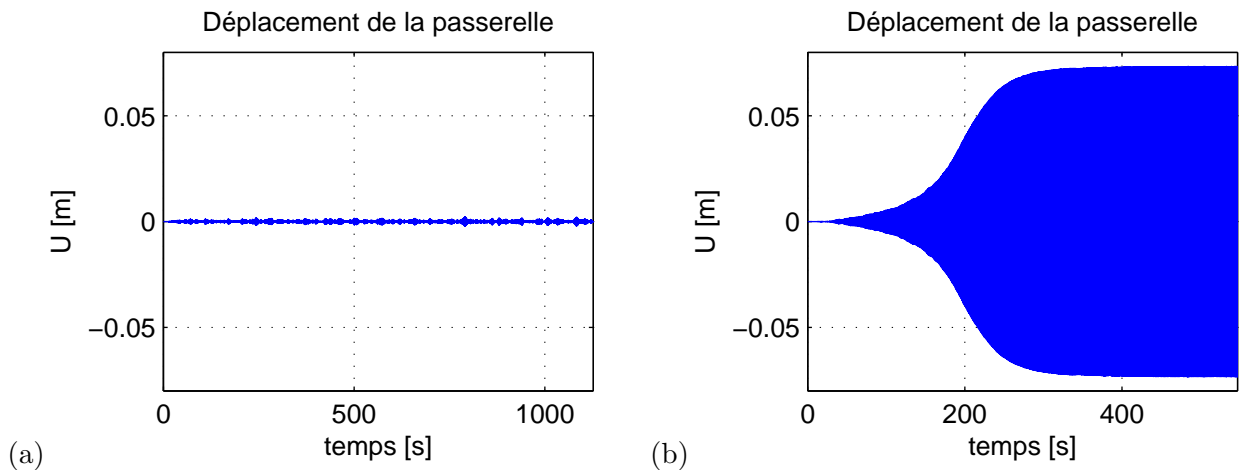 Déplacement de la passerelle
0.05
0
−0.05
U [m]
0 500 1000
temps [s]
(a)
Déplacement de la passerelle
0.05
0
−0.05
U [m]
0 200 400
temps [s]
(b)